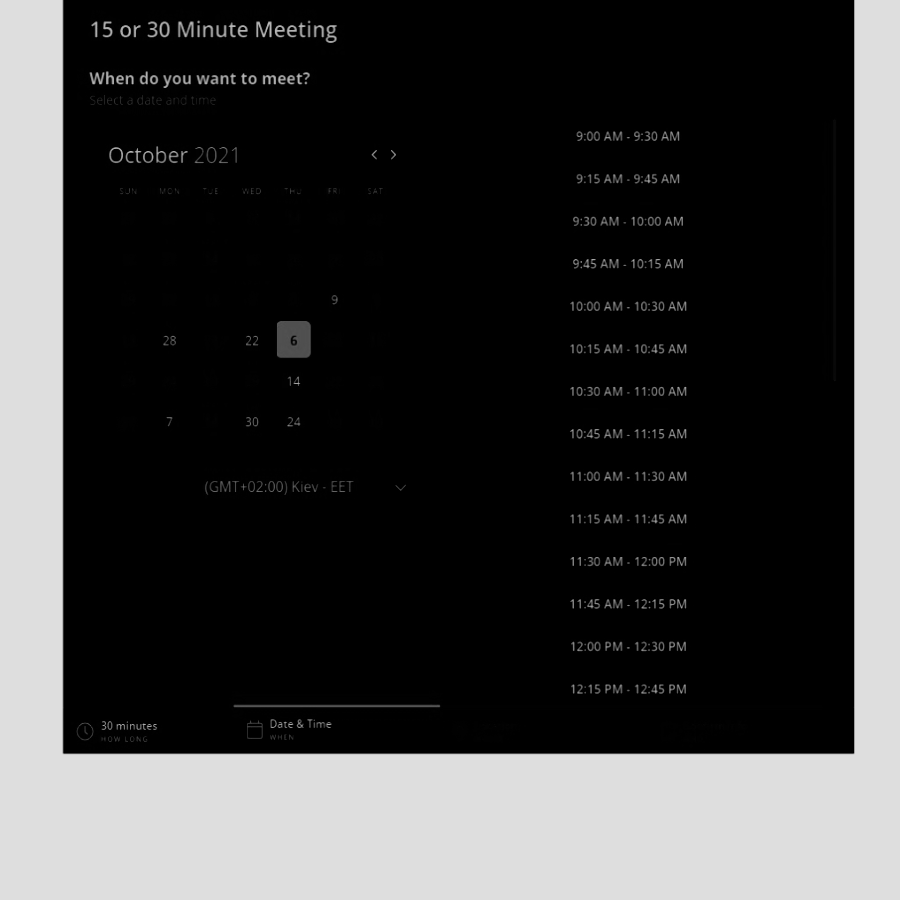 15 or 30 Minute Meeting
When do you want to meet?
Select a date and time
October 2021
SUN MON TUE WED THU FRI SAT
9
28 22 6
14
7 30 24
(GMT+02:00) Kiev - EET
9:00 AM - 9:30 AM
9:15 AM - 9:45 AM
9:30 AM - 10:00 AM
9:45 AM - 10:15 AM
10:00 AM - 10:30 AM
10:15 AM - 10:45 AM
10:30 AM - 11:00 AM
10:45 AM - 11:15 AM
11:00 AM - 11:30 AM
11:15 AM - 11:45 AM
11:30 AM - 12:00 PM
11:45 AM - 12:15 PM
12:00 PM - 12:30 PM
12:15 PM - 12:45 PM
30 minutes
HOW LONG
Date & Time
WHEN